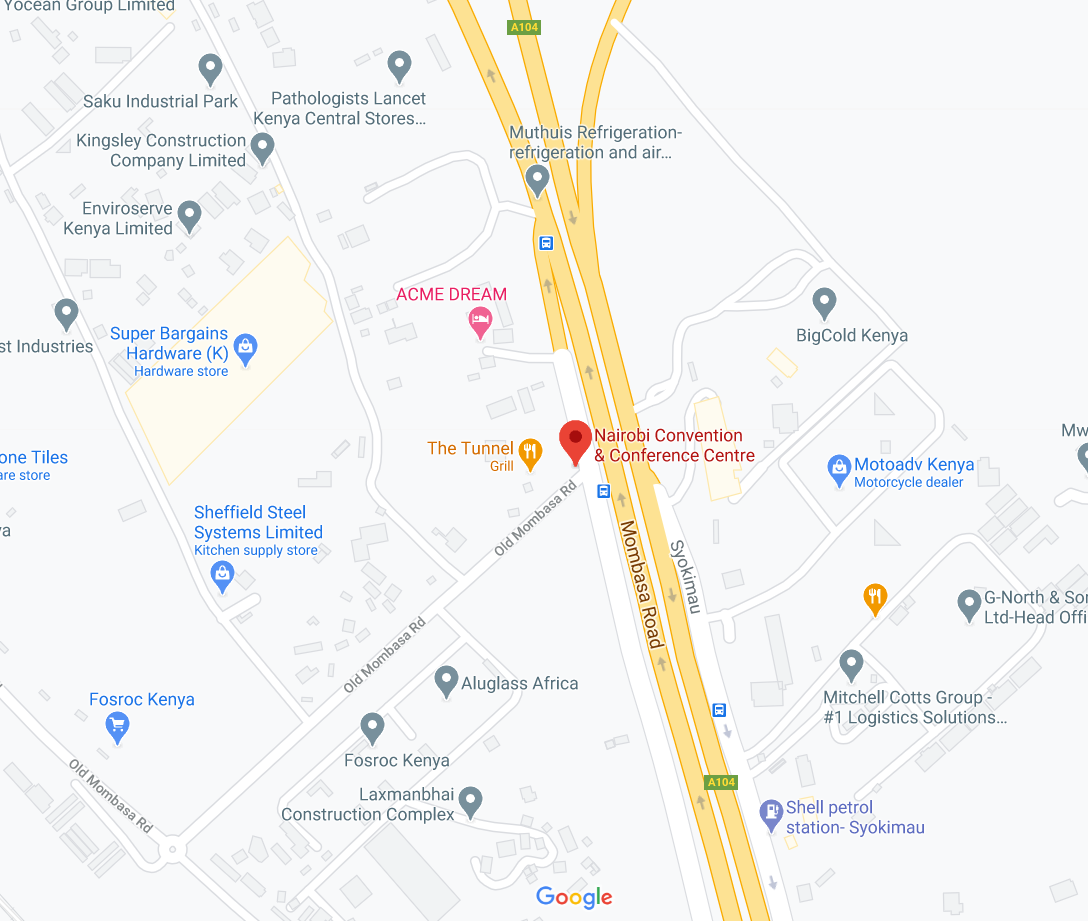 Yocean Group Limited
A104
Saku Industrial Park
Pathologists Lancet
Kenya Central Stores...
Kingsley Construction
Company Limited
Muthuis Refrigeration-
refrigeration and air...
Enviroserve
Kenya Limited
ACME DREAM
st Industries
Super Bargains
Hardware (K)
Hardware store
BigCold Kenya
The Tunnel
Grill
Nairobi Convention
& Conference Centre
Mw
one Tiles
are store
Motoadv Kenya
Motorcycle dealer
Old Mombasa Rd
ya
Sheffield Steel
Systems Limited
Kitchen supply store
Mombasa Road
Syokimau
G-North & Son
Ltd-Head Offi
Old Mombasa Rd
Aluglass Africa
Fosroc Kenya
Mitchell Cotts Group -
#1 Logistics Solutions...
Fosroc Kenya
Old Mombasa Rd
A104
Laxmanbhai
Construction Complex
Shell petrol
station- Syokimau
Google